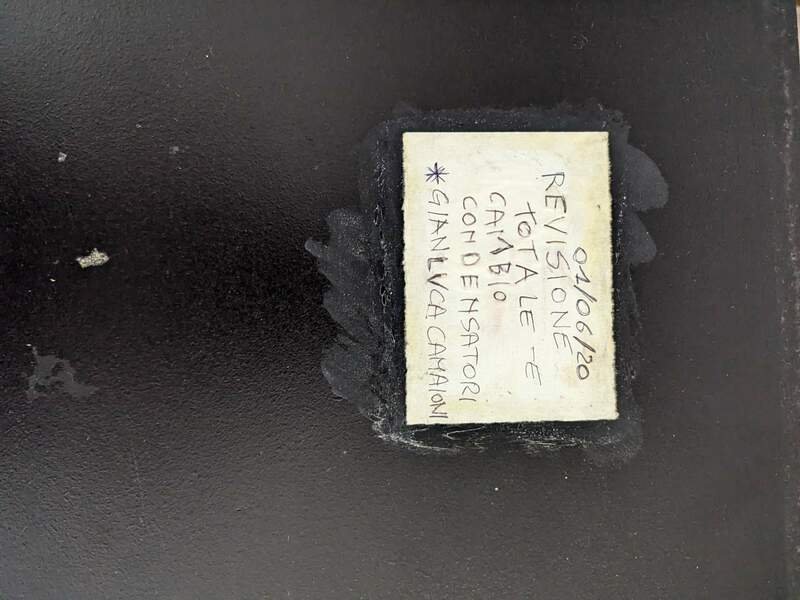 01/06/20
REVISIONE
TOTALE - E
CAMBIO
CONDENSATORI
*GIANLUCA CAMAIONI